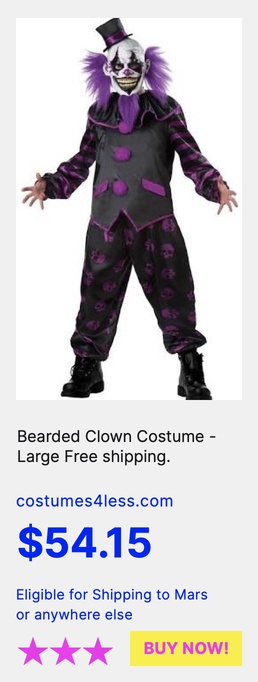 Bearded Clown Costume -
Large Free shipping.
costumes4less.com
$54.15
Eligible for Shipping to Mars
or anywhere else
BUY NOW!